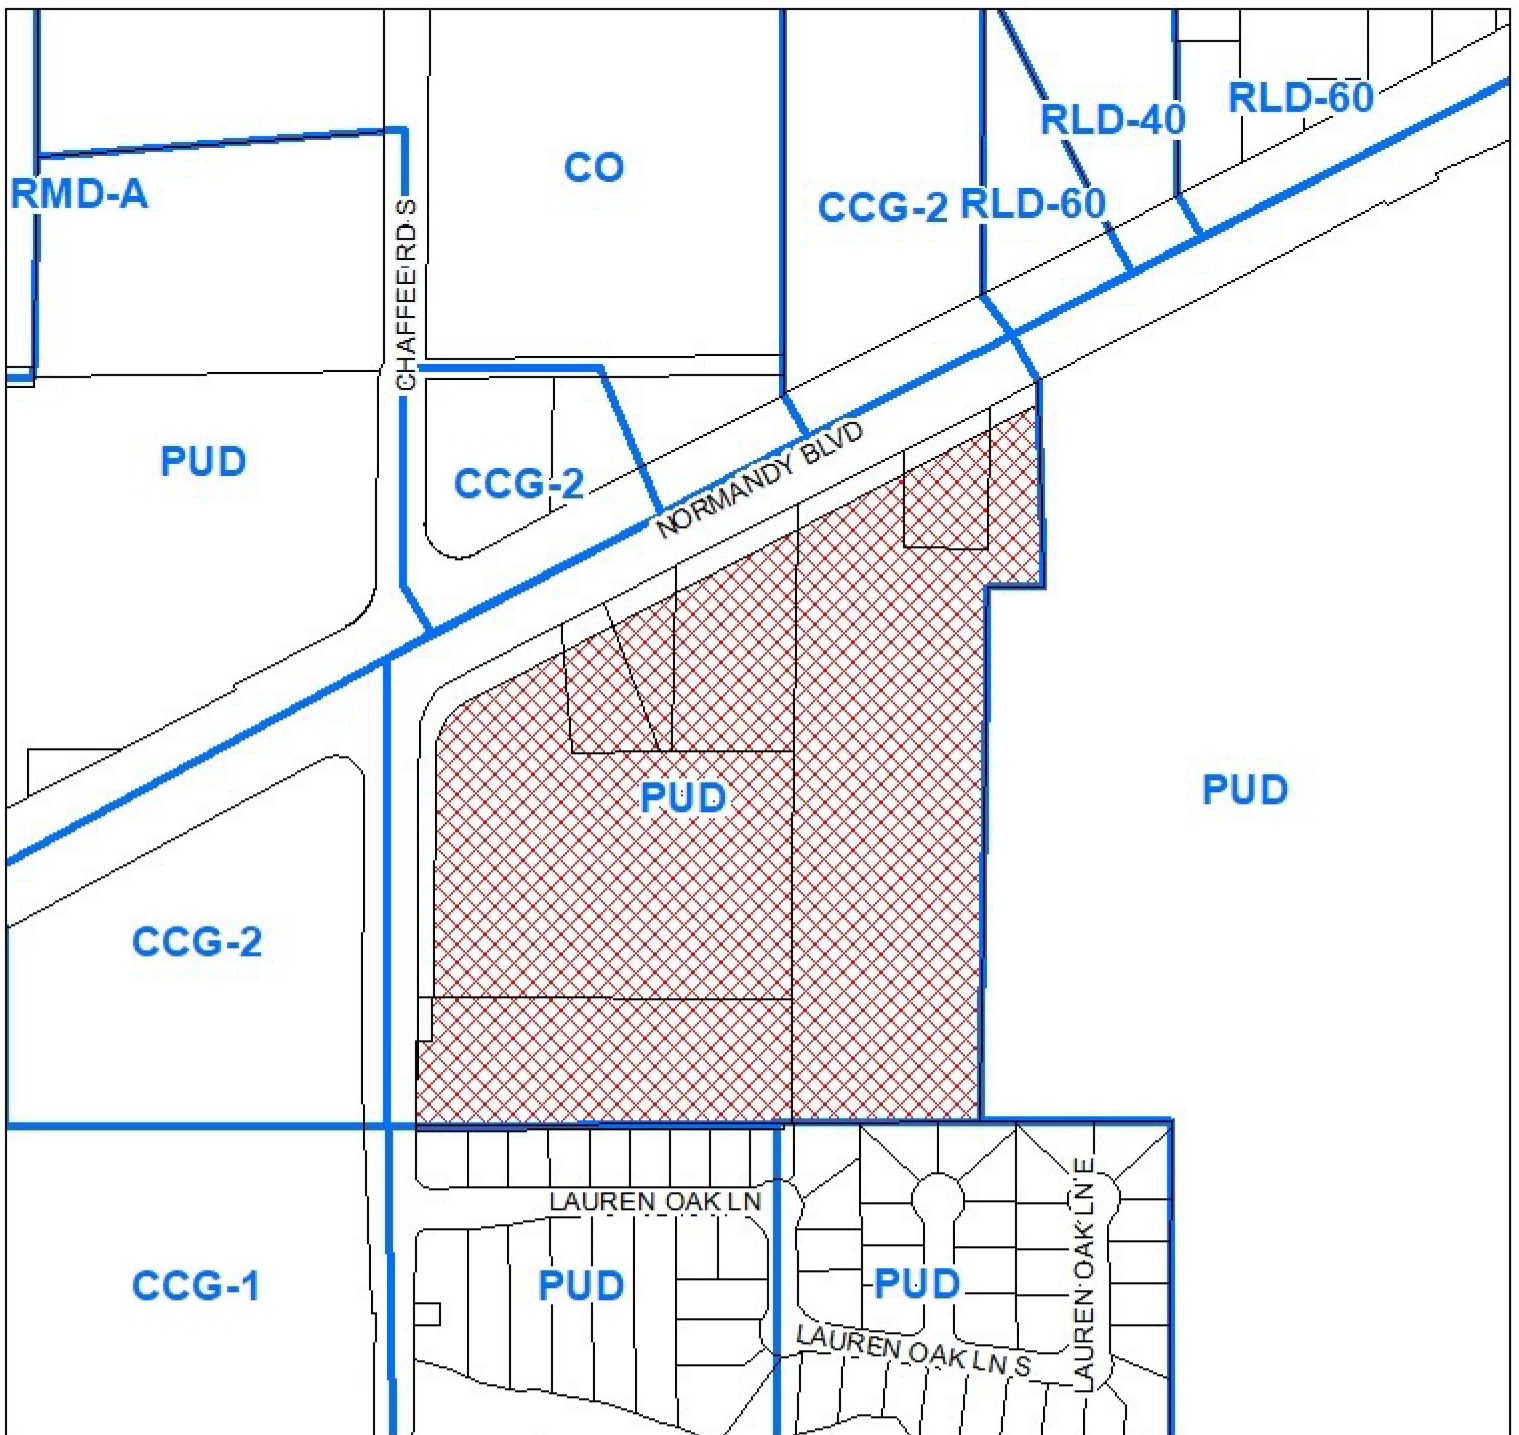 RLD-60
RLD-40
CO
RMD-A
CCG-2
RLD-60
CHAFFEE RD S
PUD
CCG-2
NORMANDY BLVD
PUD
PUD
CCG-2
LAUREN OAK LN
LAUREN OAK LN E
CCG-1
PUD
PUD
LAUREN OAK LN S